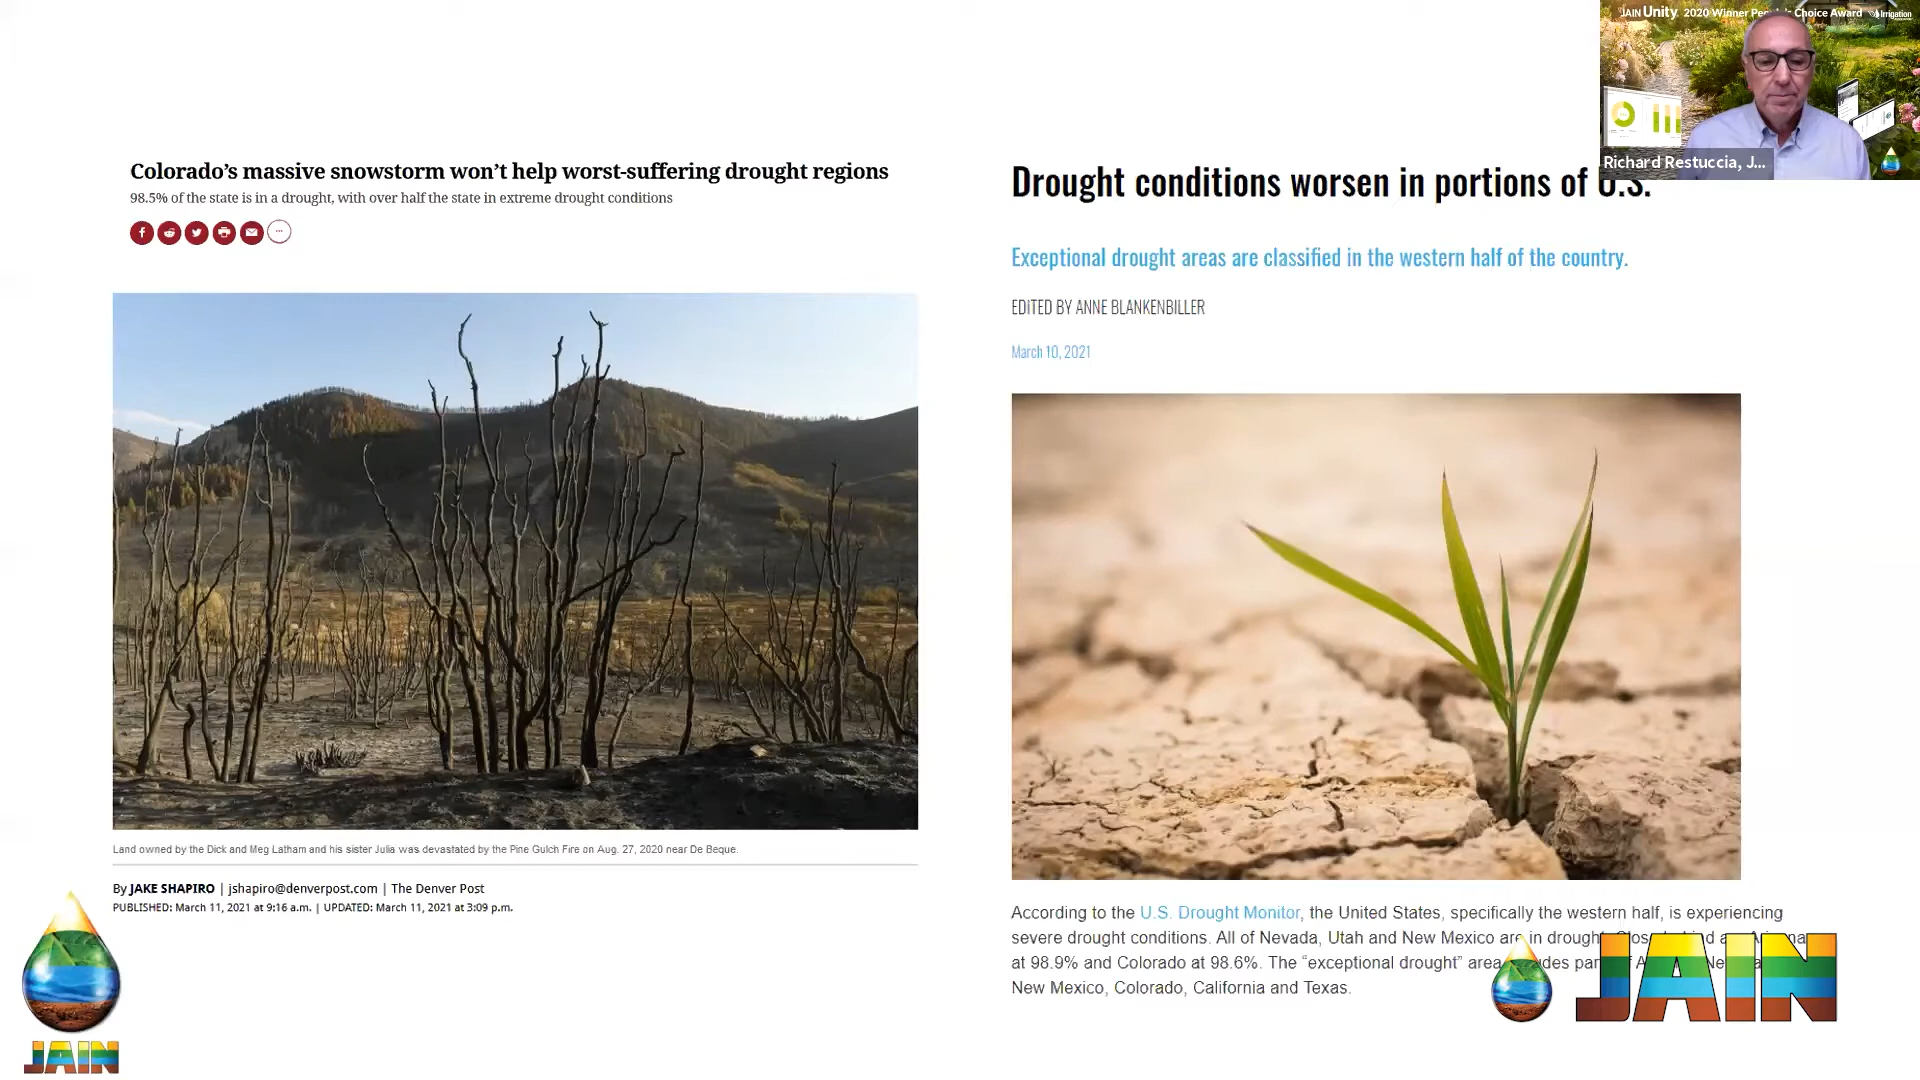 JAIN Unity. 2020 Winner People's Choice Award Irrigation
Richard Restuccia, J...
Colorado’s massive snowstorm won’t help worst-suffering drought regions
98.5% of the state is in a drought, with over half the state in extreme drought conditions
Land owned by the Dick and Meg Latham and his sister Julia was devastated by the Pine Gulch Fire on Aug. 27, 2020 near De Beque.
By JAKE SHAPIRO | jshapiro@denverpost.com | The Denver Post
PUBLISHED: March 11, 2021 at 9:16 a.m. | UPDATED: March 11, 2021 at 3:09 p.m.
JAIN
Drought conditions worsen in portions of U.S.
Exceptional drought areas are classified in the western half of the country.
EDITED BY ANNE BLANKENBILLER
March 10, 2021
According to the U.S. Drought Monitor, the United States, specifically the western half, is experiencing
severe drought conditions. All of Nevada, Utah and New Mexico are in drought.
at 98.9% and Colorado at 98.6%. The “exceptional drought” area
New Mexico, Colorado, California and Texas.
JAIN